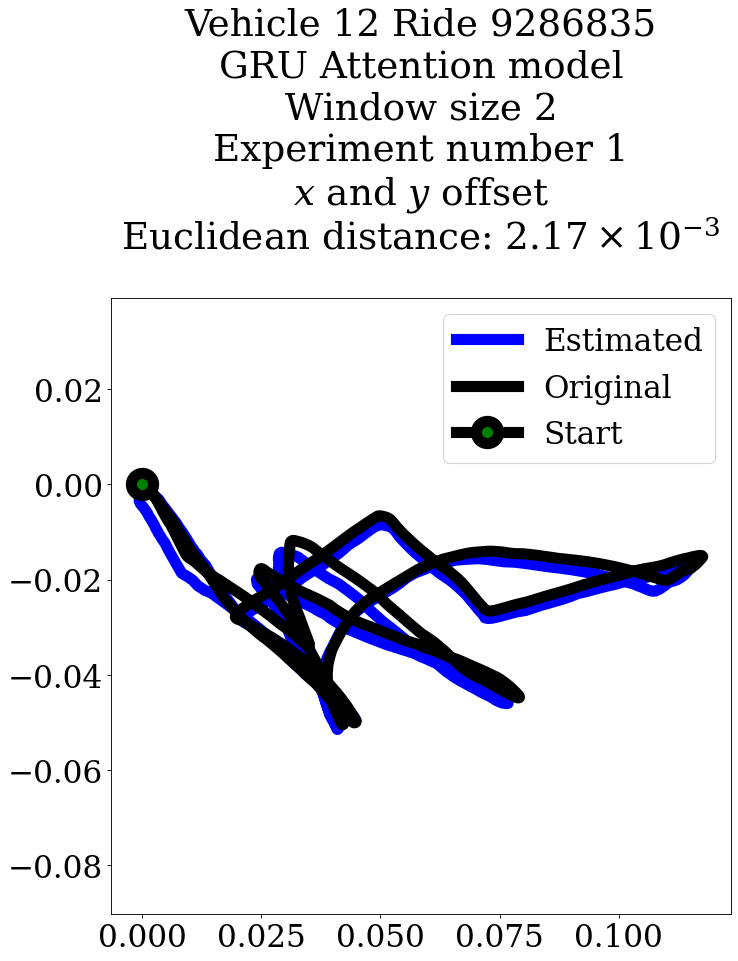 Vehicle 12 Ride 9286835
GRU Attention model
Window size 2
Experiment number 1
x and y offset
Euclidean distance: 2.17 × 10⁻³
Estimated
Original
Start
0.02
0.00
−0.02
−0.04
−0.06
−0.08
0.000 0.025 0.050 0.075 0.100